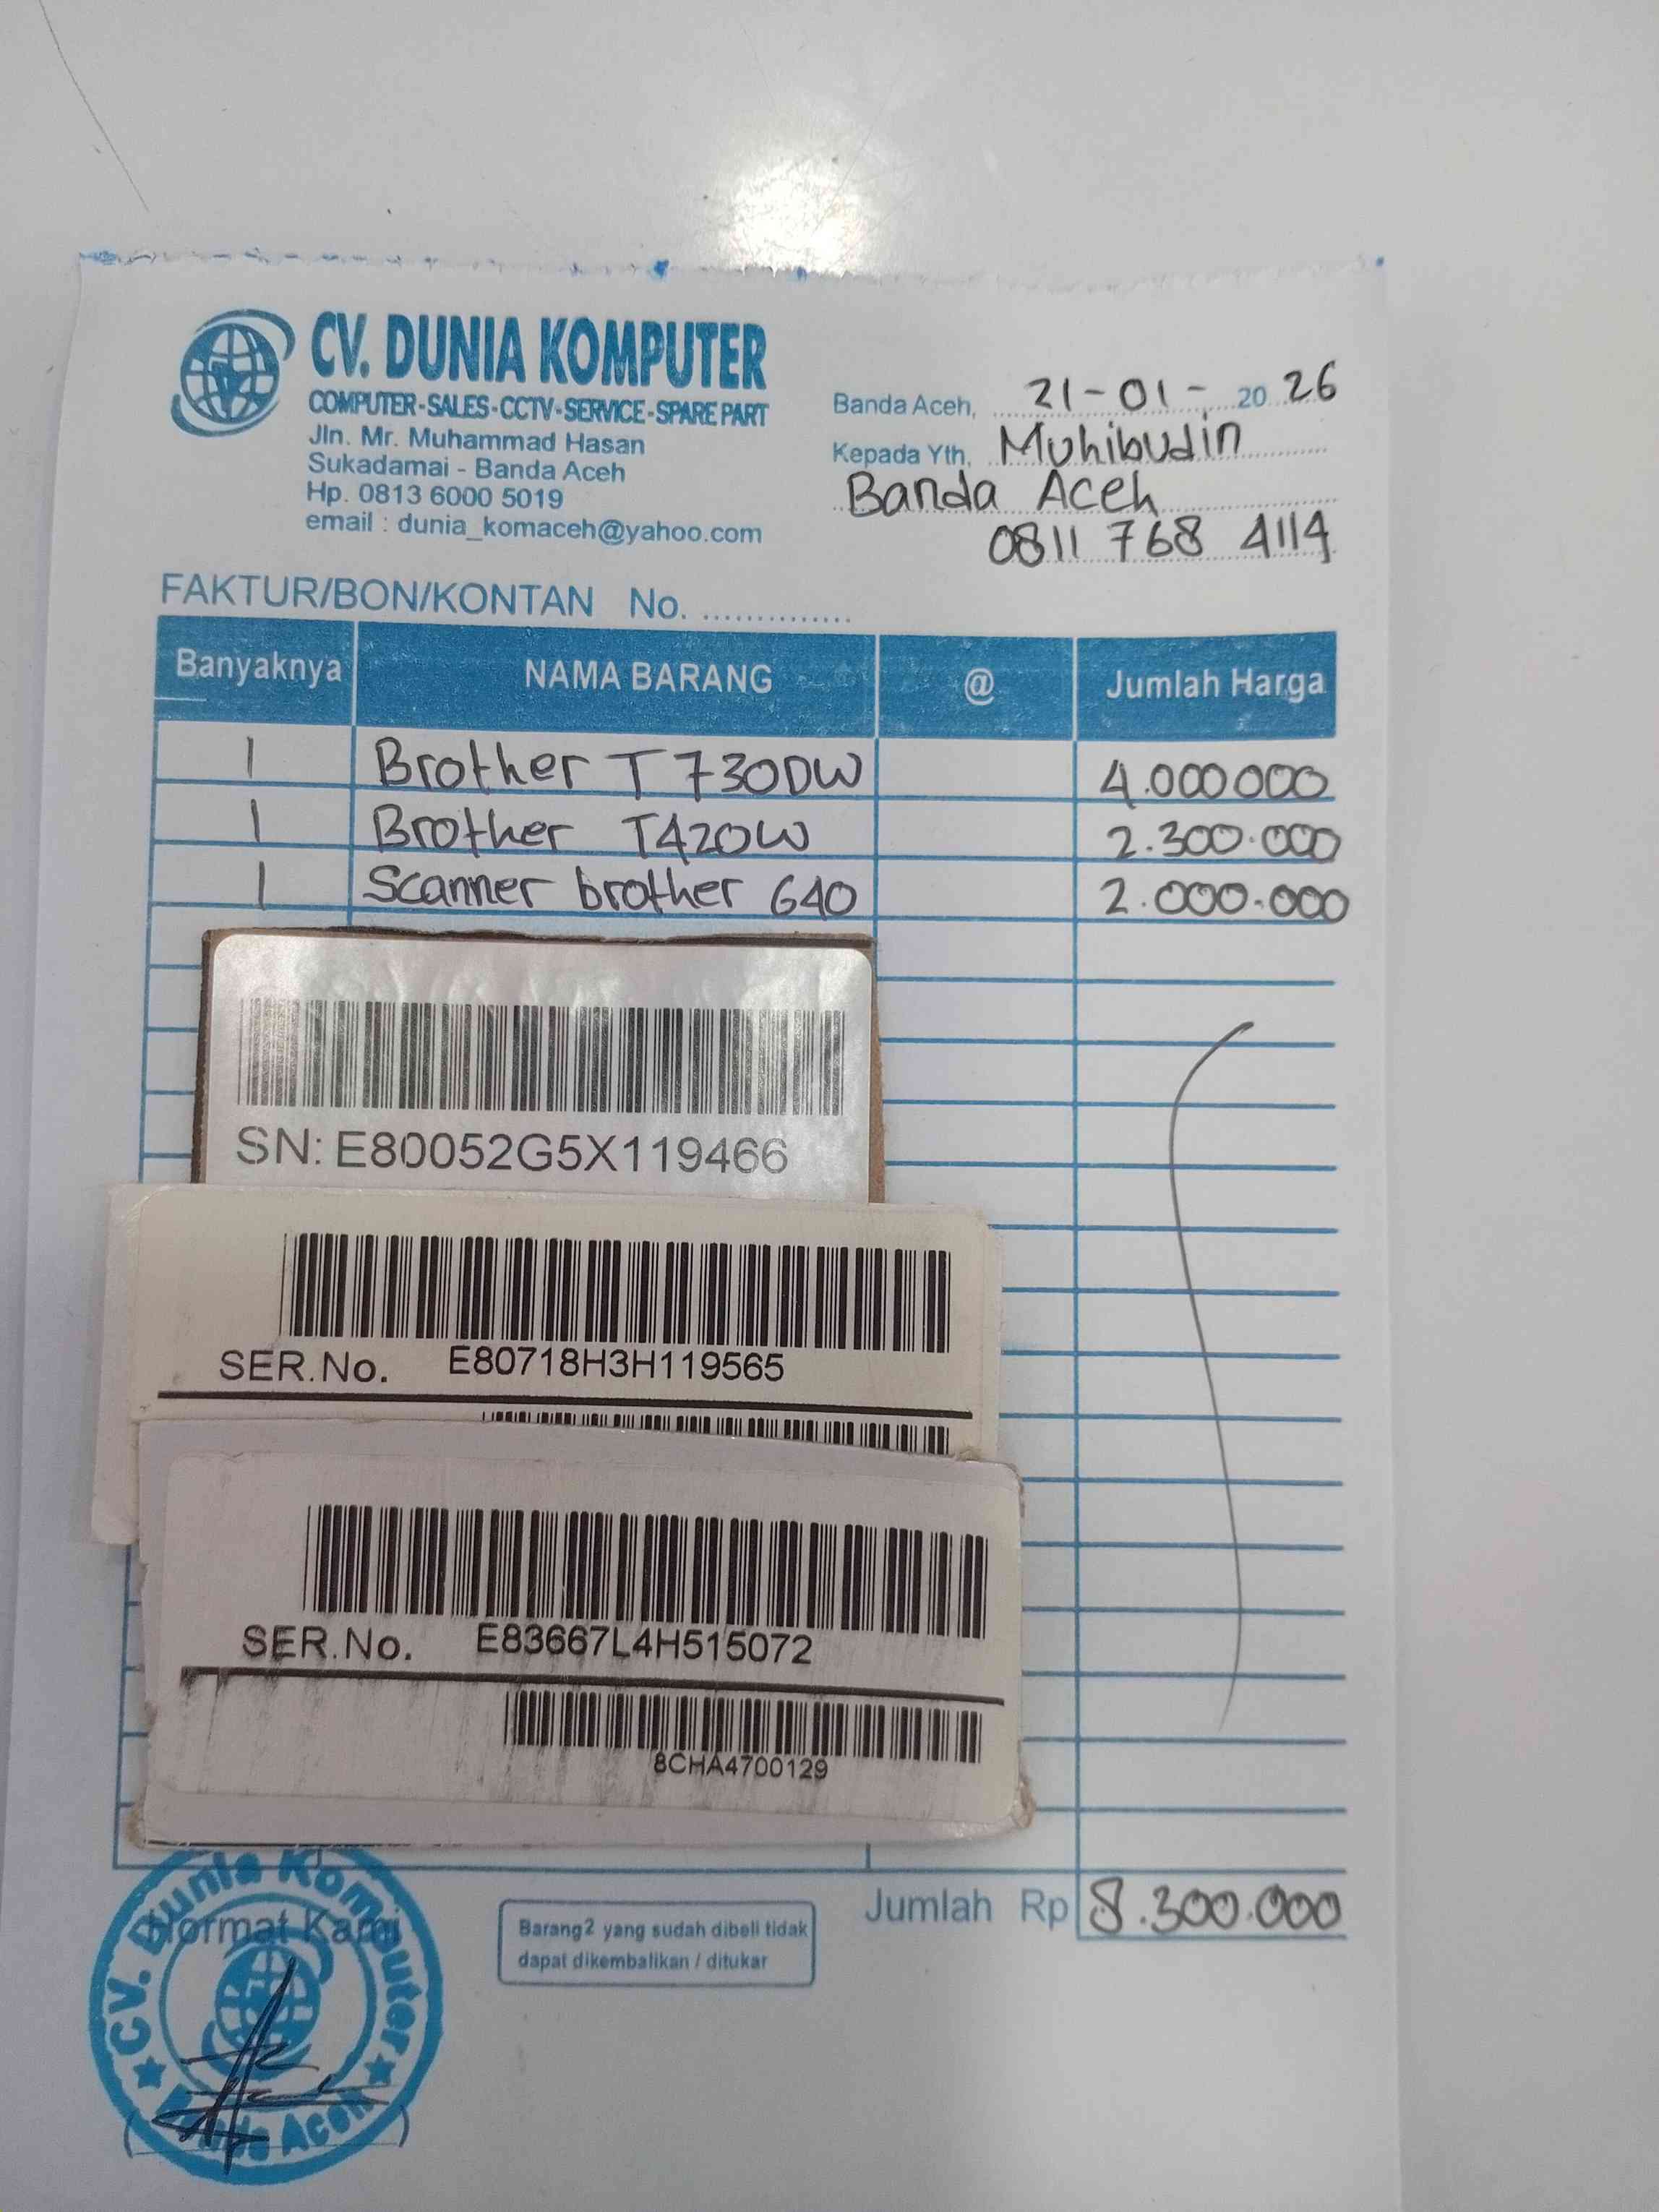 CV. DUNIA KOMPUTER
COMPUTER - SALES - CCTV - SERVICE - SPARE PART
Jln. Mr. Muhammad Hasan
Sukadamai - Banda Aceh
Hp. 0813 6000 5019
email : dunia_komaceh@yahoo.com
Banda Aceh, 21-01- 20 26
Kepada Yth, Muhibudin
Banda Aceh
0811 768 4114
FAKTUR/BON/KONTAN No. ..............
Banyaknya NAMA BARANG @ Jumlah Harga
1 Brother T730DW 4.000000
1 Brother T420W 2.300.000
1 Scanner brother 640 2.000.000
SN: E80052G5X119466
SER.No. E80718H3H119565
SER.No. E83667L4H515072
8CHA4700129
Jumlah Rp 8.300.000
Hormat Kami
Barang2 yang sudah dibeli tidak
dapat dikembalikan / ditukar
CV. Dunia Komputer
Banda Aceh